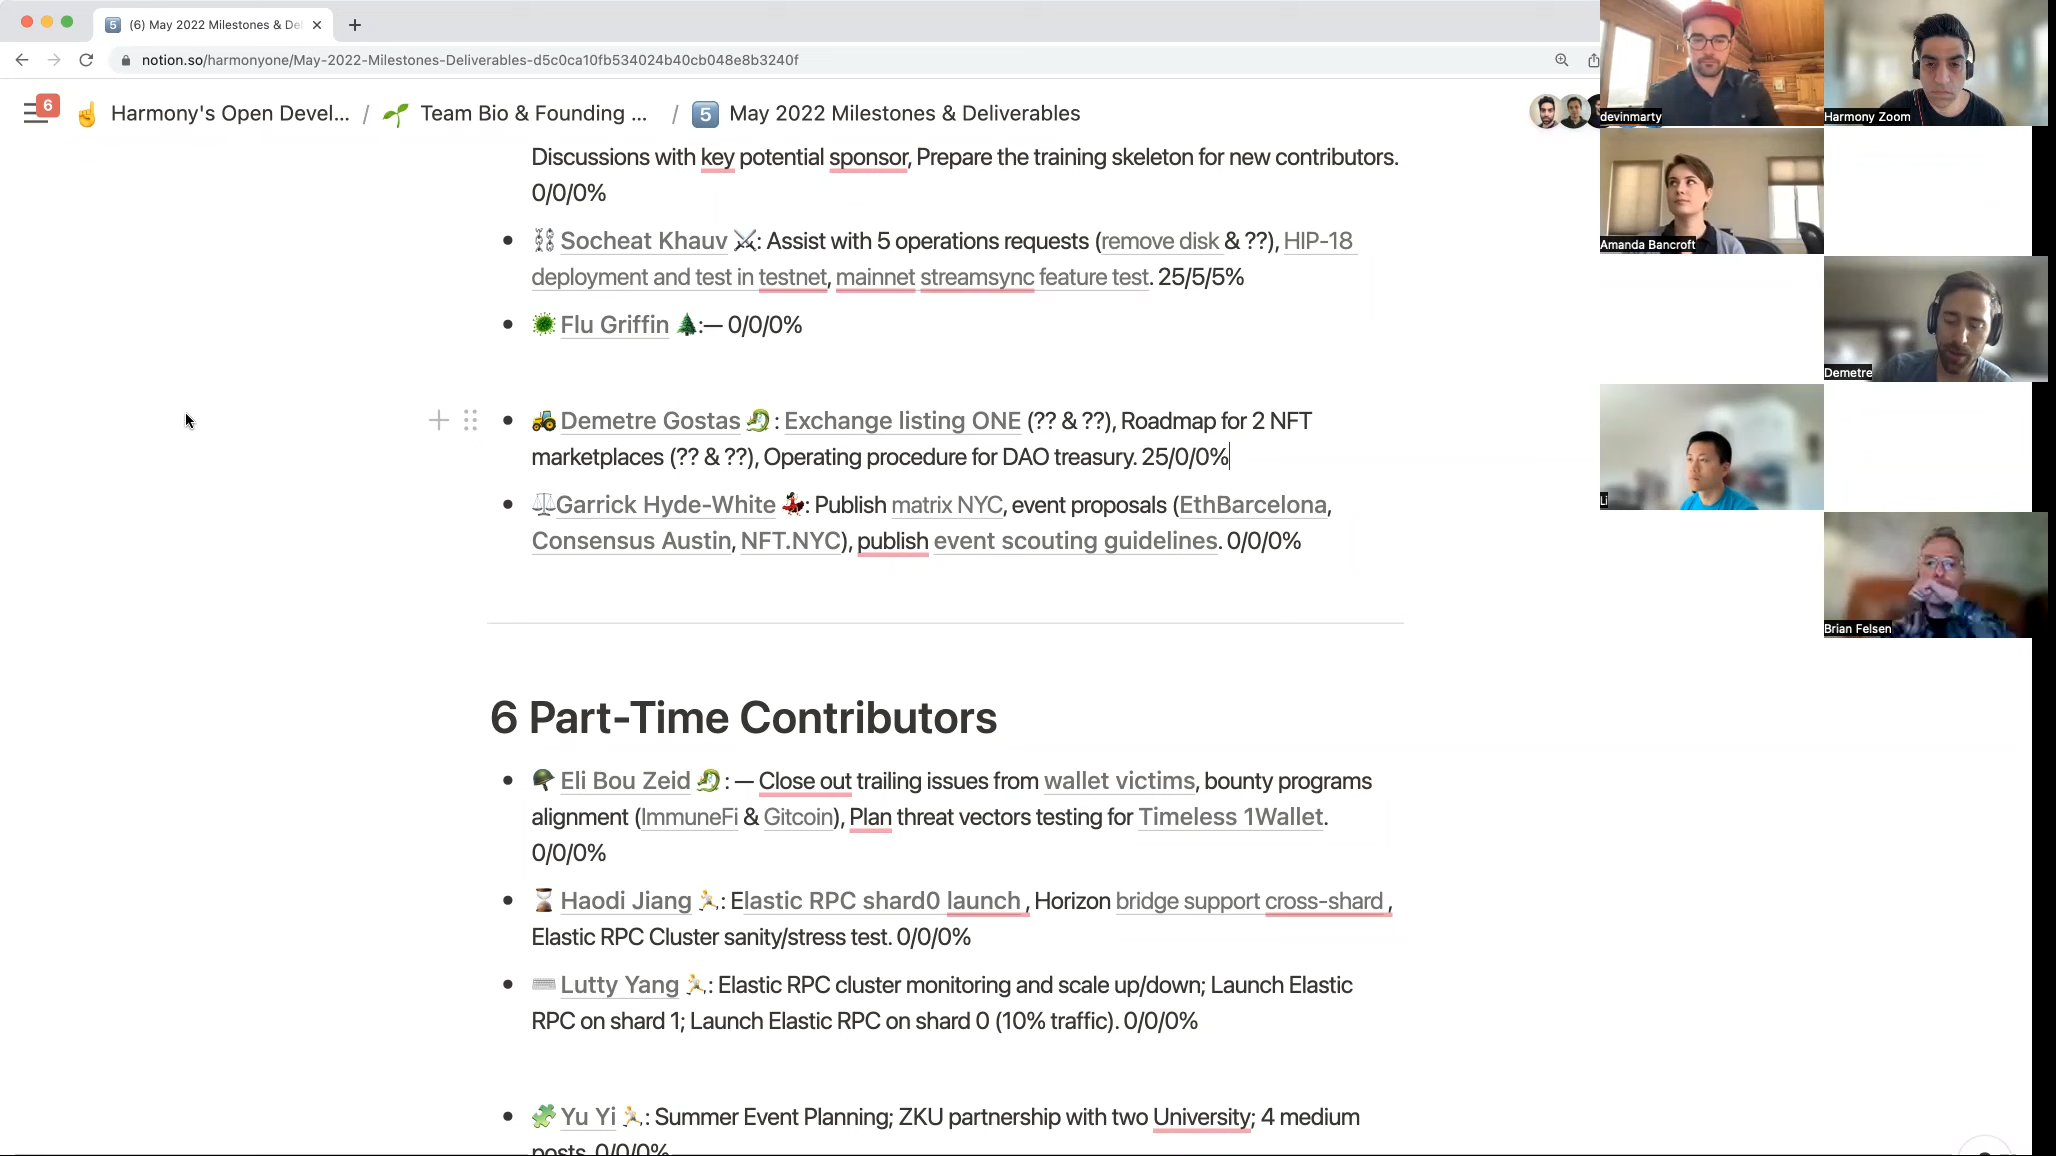 (6) May 2022 Milestones & De
notion.so/harmonyone/May-2022-Milestones-Deliverables-d5c0ca10fb534024b40cb048e8b3240f
6
Harmony's Open Devel... / Team Bio & Founding ... / 5 May 2022 Milestones & Deliverables
Discussions with key potential sponsor, Prepare the training skeleton for new contributors.
0/0/0%
• Socheat Khauv ⚔: Assist with 5 operations requests (remove disk & ??), HIP-18
deployment and test in testnet, mainnet streamsync feature test. 25/5/5%
• Flu Griffin 🌲:— 0/0/0%
• 🚜 Demetre Gostas 🐉 : Exchange listing ONE (?? & ??), Roadmap for 2 NFT
marketplaces (?? & ??), Operating procedure for DAO treasury. 25/0/0%
• ⚖Garrick Hyde-White 💃: Publish matrix NYC, event proposals (EthBarcelona,
Consensus Austin, NFT.NYC), publish event scouting guidelines. 0/0/0%
6 Part-Time Contributors
• Eli Bou Zeid 🐉 : — Close out trailing issues from wallet victims, bounty programs
alignment (ImmuneFi & Gitcoin), Plan threat vectors testing for Timeless 1Wallet.
0/0/0%
• ⌛ Haodi Jiang 🏃: Elastic RPC shard0 launch , Horizon bridge support cross-shard ,
Elastic RPC Cluster sanity/stress test. 0/0/0%
• ⌨ Lutty Yang 🏃: Elastic RPC cluster monitoring and scale up/down; Launch Elastic
RPC on shard 1; Launch Elastic RPC on shard 0 (10% traffic). 0/0/0%
• 🧩 Yu Yi 🏃: Summer Event Planning; ZKU partnership with two University; 4 medium
posts. 0/0/0%
devinmarty
Harmony Zoom
Amanda Bancroft
Demetre
Li
Brian Felsen